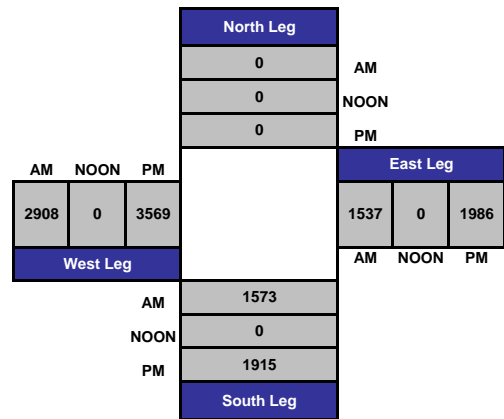 North Leg
0 AM
0 NOON
0 PM
AM NOON PM
East Leg
2908 0 3569
1537 0 1986
West Leg
AM NOON PM
AM 1573
NOON 0
PM 1915
South Leg